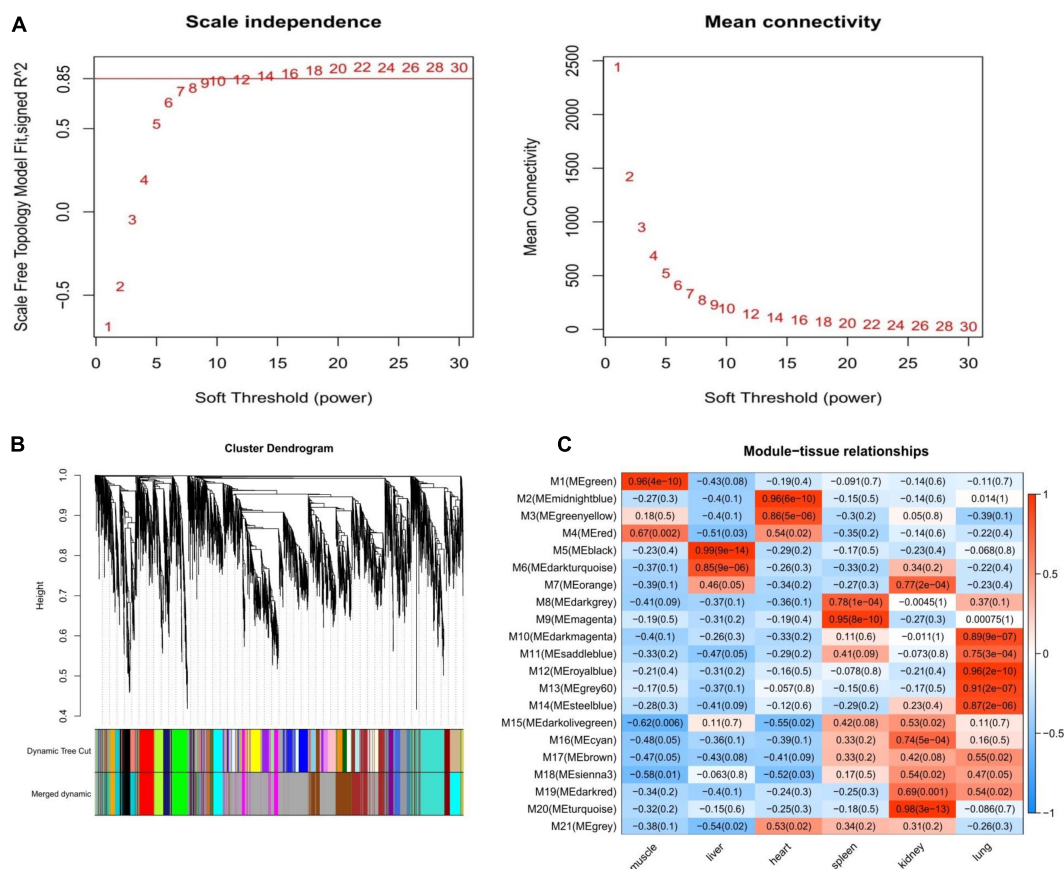 A
Scale independence
Scale Free Topology Model Fit,signed R^2
0.85
0.5
0.0
−0.5
1 2 3 4 5 6 7 8 9 10 12 14 16 18 20 22 24 26 28 30
0 5 10 15 20 25 30
Soft Threshold (power)
Mean connectivity
Mean Connectivity
2500
2000
1500
1000
500
0
1 2 3 4 5 6 7 8 9 10 12 14 16 18 20 22 24 26 28 30
0 5 10 15 20 25 30
Soft Threshold (power)
B
Cluster Dendrogram
Height
1.0
0.9
0.8
0.7
0.6
0.5
0.4
Dynamic Tree Cut
Merged dynamic
C
Module−tissue relationships
M1(MEgreen) 0.96(4e−10) −0.43(0.08) −0.19(0.4) −0.091(0.7) −0.14(0.6) −0.11(0.7)
M2(MEmidnightblue) −0.27(0.3) −0.4(0.1) 0.96(6e−10) −0.15(0.5) −0.14(0.6) 0.014(1)
M3(MEgreenyellow) 0.18(0.5) −0.4(0.1) 0.86(5e−06) −0.3(0.2) 0.05(0.8) −0.39(0.1)
M4(MEred) 0.67(0.002) −0.51(0.03) 0.54(0.02) −0.35(0.2) −0.14(0.6) −0.22(0.4)
M5(MEblack) −0.23(0.4) 0.99(9e−14) −0.29(0.2) −0.17(0.5) −0.23(0.4) −0.068(0.8)
M6(MEdarkturquoise) −0.37(0.1) 0.85(9e−06) −0.26(0.3) −0.33(0.2) 0.34(0.2) −0.22(0.4)
M7(MEorange) −0.39(0.1) 0.46(0.05) −0.34(0.2) −0.27(0.3) 0.77(2e−04) −0.23(0.4)
M8(MEdarkgrey) −0.41(0.09) −0.37(0.1) −0.36(0.1) 0.78(1e−04) −0.0045(1) 0.37(0.1)
M9(MEmagenta) −0.19(0.5) −0.31(0.2) −0.19(0.4) 0.95(8e−10) −0.27(0.3) 0.00075(1)
M10(MEdarkmagenta) −0.4(0.1) −0.26(0.3) −0.33(0.2) 0.11(0.6) −0.011(1) 0.89(9e−07)
M11(MEsaddleblue) −0.33(0.2) −0.47(0.05) −0.29(0.2) 0.41(0.09) −0.073(0.8) 0.75(3e−04)
M12(MEroyalblue) −0.21(0.4) −0.31(0.2) −0.16(0.5) −0.078(0.8) −0.21(0.4) 0.96(2e−10)
M13(MEgrey60) −0.17(0.5) −0.37(0.1) −0.057(0.8) −0.15(0.6) −0.17(0.5) 0.91(2e−07)
M14(MEsteelblue) −0.28(0.3) −0.41(0.09) −0.12(0.6) −0.3(0.2) 0.23(0.4) 0.87(2e−06)
M15(MEdarkolivegreen) −0.62(0.006) 0.11(0.7) −0.55(0.02) 0.42(0.08) 0.53(0.02) 0.11(0.7)
M16(MEcyan) −0.48(0.05) −0.36(0.1) −0.39(0.1) 0.33(0.2) 0.74(5e−04) 0.16(0.5)
M17(MEbrown) −0.47(0.05) −0.43(0.08) −0.41(0.09) 0.33(0.2) 0.42(0.08) 0.55(0.02)
M18(MEsienna3) −0.58(0.01) −0.063(0.8) −0.52(0.03) 0.17(0.5) 0.54(0.02) 0.47(0.05)
M19(MEdarkred) −0.34(0.2) −0.4(0.1) −0.24(0.3) −0.25(0.3) 0.69(0.001) 0.54(0.02)
M20(MEturquoise) −0.32(0.2) −0.15(0.6) −0.25(0.3) −0.18(0.5) 0.98(3e−13) −0.086(0.7)
M21(MEgrey) −0.38(0.1) −0.54(0.02) 0.53(0.02) 0.34(0.2) 0.31(0.2) −0.26(0.3)
muscle liver heart spleen kidney lung
1
0.5
0
−0.5
−1